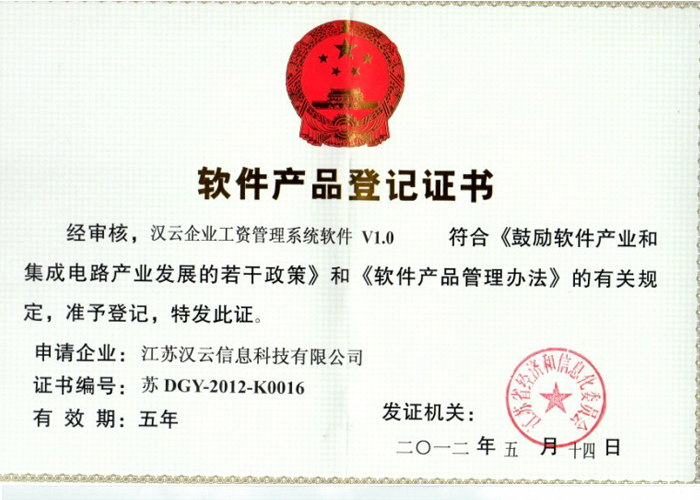 软件产品登记证书
经审核，汉云企业工资管理系统软件 V1.0 符合《鼓励软件产业和
集成电路产业发展的若干政策》和《软件产品管理办法》的有关规
定，准予登记，特发此证。
申请企业：江苏汉云信息科技有限公司
证书编号：苏 DGY-2012-K0016
有效期：五年
发证机关：
江苏省经济和信息化委员会
二〇一二 年 五 月 十四 日